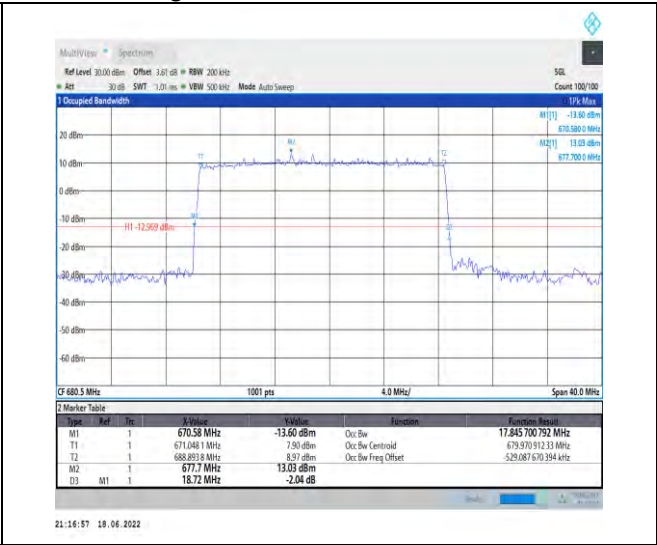 MultiView Spectrum
Ref Level 30.00 dBm Offset 3.61 dB RBW 200 kHz SGL
Att 30 dB SWT 1.01 ms VBW 500 kHz Mode Auto Sweep Count 100/100
1 Occupied Bandwidth 1Pk Max
M1[1] -13.60 dBm
670.580 0 MHz
M2[1] 13.03 dBm
677.700 0 MHz
20 dBm
M2
T1 T2
10 dBm
0 dBm
-10 dBm
M1
H1 -12.969 dBm
D3
-20 dBm
-30 dBm
-40 dBm
-50 dBm
-60 dBm
CF 680.5 MHz 1001 pts 4.0 MHz/ Span 40.0 MHz
2 Marker Table
Type Ref Trc X-Value Y-Value Function Function Result
M1 1 670.58 MHz -13.60 dBm Occ Bw 17.845 700 792 MHz
T1 1 671.048 1 MHz 7.90 dBm Occ Bw Centroid 679.970 912 33 MHz
T2 1 688.893 8 MHz 8.97 dBm Occ Bw Freq Offset -529.087 670 394 kHz
M2 1 677.7 MHz 13.03 dBm
D3 M1 1 18.72 MHz -2.04 dB
21:16:57 18.06.2022